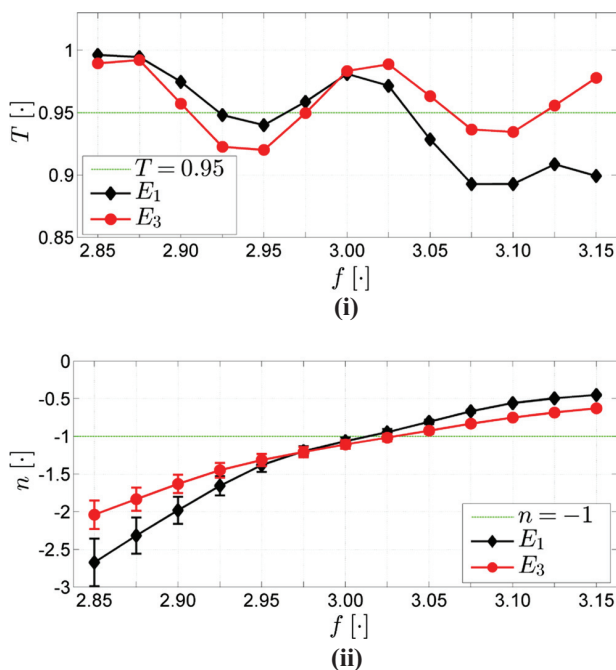 1
0.95
0.9
0.85
T [·]
T = 0.95
E₁
E₃
2.85 2.90 2.95 3.00 3.05 3.10 3.15
f [·]
(i)
0
-0.5
-1
-1.5
-2
-2.5
-3
n [·]
n = −1
E₁
E₃
2.85 2.90 2.95 3.00 3.05 3.10 3.15
f [·]
(ii)